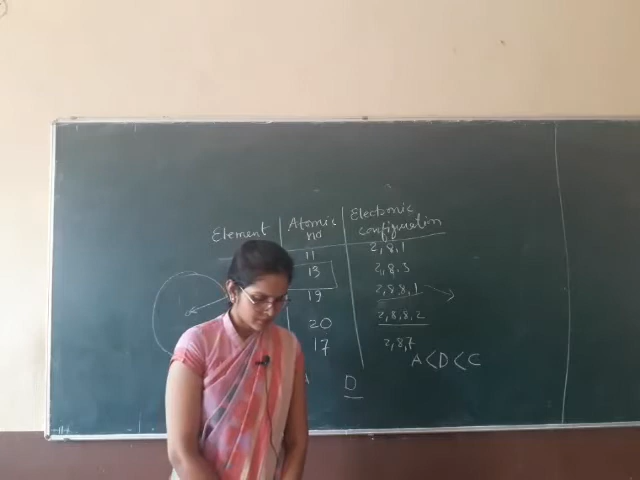 Element Atomic no Electronic configuration
11 2,8,1
13 2,8,3
19 2,8,8,1
20 2,8,8,2
17 2,8,7
A<D<C
D